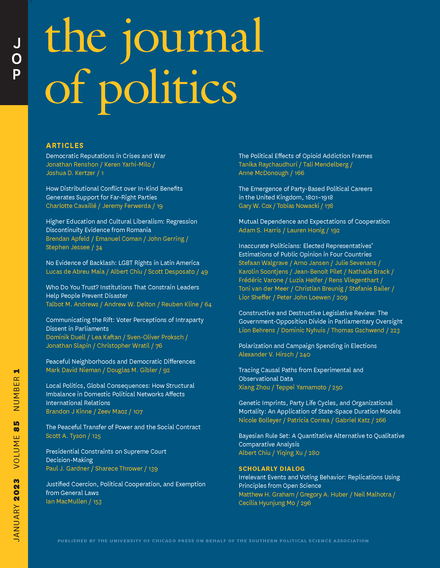 JOP
the journal
of politics
ARTICLES
Democratic Reputations in Crises and War
Jonathan Renshon / Keren Yarhi-Milo /
Joshua D. Kertzer / 1
How Distributional Conflict over In-Kind Benefits
Generates Support for Far-Right Parties
Charlotte Cavaillé / Jeremy Ferwerda / 19
Higher Education and Cultural Liberalism: Regression
Discontinuity Evidence from Romania
Brendan Apfeld / Emanuel Coman / John Gerring /
Stephen Jessee / 34
No Evidence of Backlash: LGBT Rights in Latin America
Lucas de Abreu Maia / Albert Chiu / Scott Desposato / 49
Who Do You Trust? Institutions That Constrain Leaders
Help People Prevent Disaster
Talbot M. Andrews / Andrew W. Delton / Reuben Kline / 64
Communicating the Rift: Voter Perceptions of Intraparty
Dissent in Parliaments
Dominik Duell / Lea Kaftan / Sven-Oliver Proksch /
Jonathan Slapin / Christopher Wratil / 76
Peaceful Neighborhoods and Democratic Differences
Mark David Nieman / Douglas M. Gibler / 92
Local Politics, Global Consequences: How Structural
Imbalance in Domestic Political Networks Affects
International Relations
Brandon J Kinne / Zeev Maoz / 107
The Peaceful Transfer of Power and the Social Contract
Scott A. Tyson / 125
Presidential Constraints on Supreme Court
Decision-Making
Paul J. Gardner / Sharece Thrower / 139
Justified Coercion, Political Cooperation, and Exemption
from General Laws
Ian MacMullen / 153
The Political Effects of Opioid Addiction Frames
Tanika Raychaudhuri / Tali Mendelberg /
Anne McDonough / 166
The Emergence of Party-Based Political Careers
in the United Kingdom, 1801–1918
Gary W. Cox / Tobias Nowacki / 178
Mutual Dependence and Expectations of Cooperation
Adam S. Harris / Lauren Honig / 192
Inaccurate Politicians: Elected Representatives'
Estimations of Public Opinion in Four Countries
Stefaan Walgrave / Arno Jansen / Julie Sevenans /
Karolin Soontjens / Jean-Benoit Pilet / Nathalie Brack /
Frédéric Varone / Luzia Helfer / Rens Vliegenthart /
Toni van der Meer / Christian Breunig / Stefanie Bailer /
Lior Sheffer / Peter John Loewen / 209
Constructive and Destructive Legislative Review: The
Government-Opposition Divide in Parliamentary Oversight
Lion Behrens / Dominic Nyhuis / Thomas Gschwend / 223
Polarization and Campaign Spending in Elections
Alexander V. Hirsch / 240
Tracing Causal Paths from Experimental and
Observational Data
Xiang Zhou / Teppei Yamamoto / 250
Genetic Imprints, Party Life Cycles, and Organizational
Mortality: An Application of State-Space Duration Models
Nicole Bolleyer / Patricia Correa / Gabriel Katz / 266
Bayesian Rule Set: A Quantitative Alternative to Qualitative
Comparative Analysis
Albert Chiu / Yiqing Xu / 280
SCHOLARLY DIALOG
Irrelevant Events and Voting Behavior: Replications Using
Principles from Open Science
Matthew H. Graham / Gregory A. Huber / Neil Malhotra /
Cecilia Hyunjung Mo / 296
JANUARY 2023 VOLUME 85 NUMBER 1
PUBLISHED BY THE UNIVERSITY OF CHICAGO PRESS ON BEHALF OF THE SOUTHERN POLITICAL SCIENCE ASSOCIATION